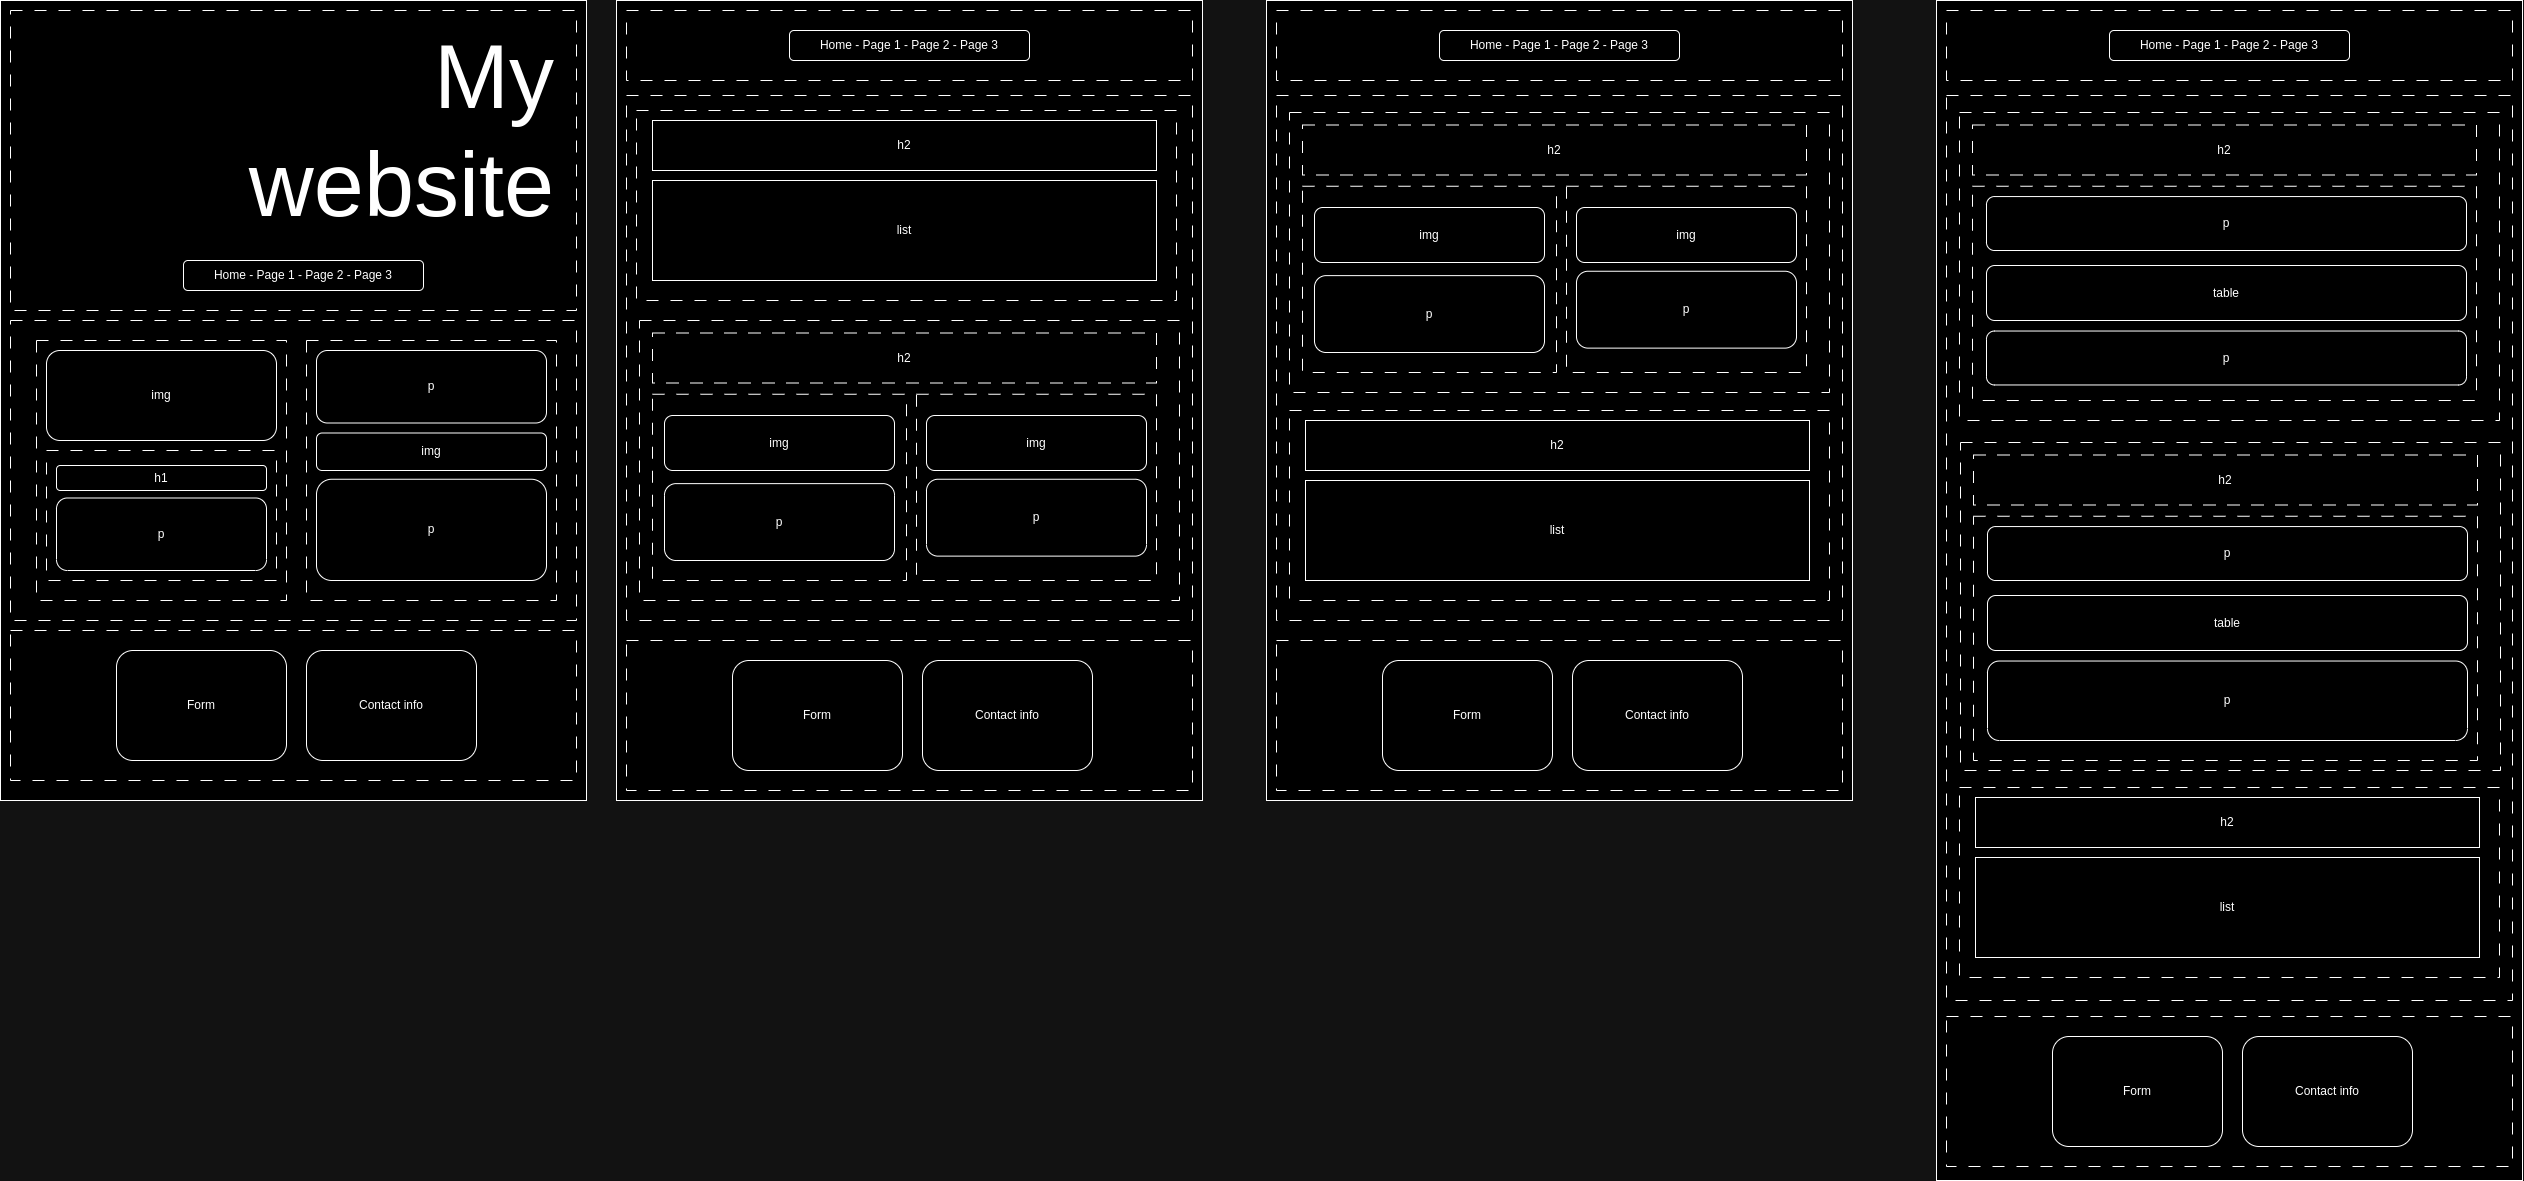 My
website
Home - Page 1 - Page 2 - Page 3
img
h1
p
p
img
p
Form
Contact info
Home - Page 1 - Page 2 - Page 3
h2
list
h2
img
p
img
p
Form
Contact info
Home - Page 1 - Page 2 - Page 3
h2
img
p
img
p
h2
list
Form
Contact info
Home - Page 1 - Page 2 - Page 3
h2
p
table
p
h2
p
table
p
h2
list
Form
Contact info